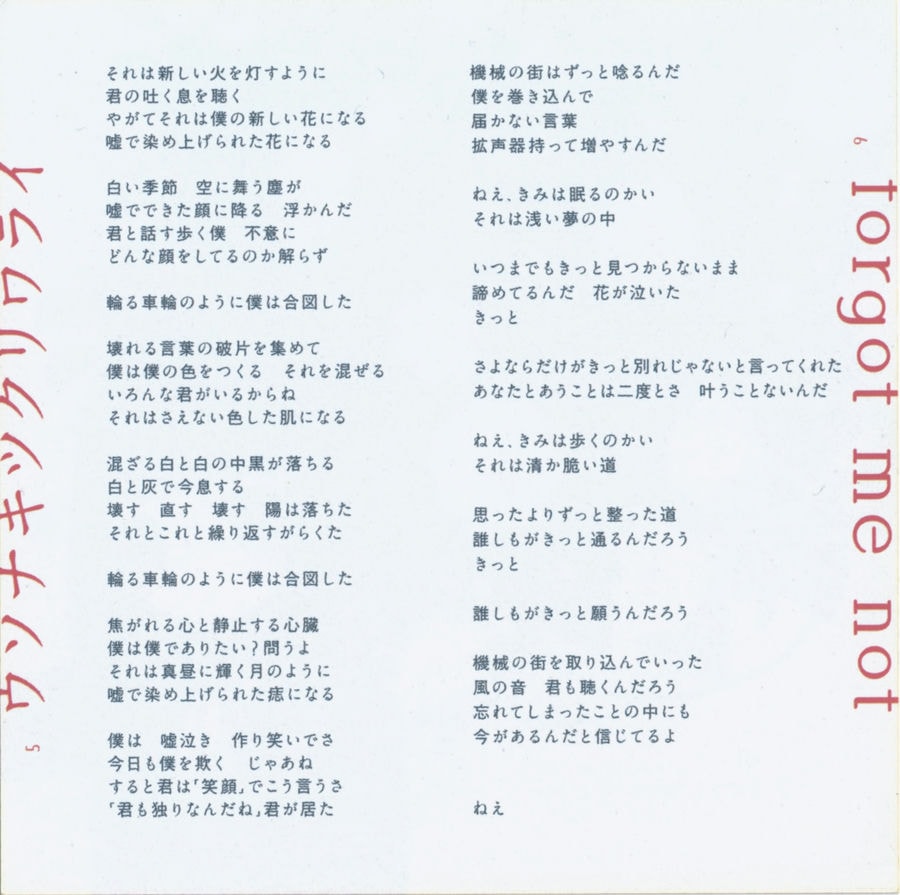 ウソナキツクリワライ
5
それは新しい火を灯すように
君の吐く息を聴く
やがてそれは僕の新しい花になる
嘘で染め上げられた花になる
白い季節　空に舞う塵が
嘘でできた顔に降る　浮かんだ
君と話す歩く僕　不意に
どんな顔をしてるのか解らず
輪る車輪のように僕は合図した
壊れる言葉の破片を集めて
僕は僕の色をつくる　それを混ぜる
いろんな君がいるからね
それはさえない色した肌になる
混ざる白と白の中黒が落ちる
白と灰で今息する
壊す　直す　壊す　陽は落ちた
それとこれと繰り返すがらくた
輪る車輪のように僕は合図した
焦がれる心と静止する心臓
僕は僕でありたい?問うよ
それは真昼に輝く月のように
嘘で染め上げられた痣になる
僕は　嘘泣き　作り笑いでさ
今日も僕を欺く　じゃあね
すると君は「笑顔」でこう言うさ
「君も独りなんだね」君が居た
6
forgot me not
機械の街はずっと唸るんだ
僕を巻き込んで
届かない言葉
拡声器持って増やすんだ
ねえ、きみは眠るのかい
それは浅い夢の中
いつまでもきっと見つからないまま
諦めてるんだ　花が泣いた
きっと
さよならだけがきっと別れじゃないと言ってくれた
あなたとあうことは二度とさ　叶うことないんだ
ねえ、きみは歩くのかい
それは清か脆い道
思ったよりずっと整った道
誰しもがきっと通るんだろう
きっと
誰しもがきっと願うんだろう
機械の街を取り込んでいった
風の音　君も聴くんだろう
忘れてしまったことの中にも
今があるんだと信じてるよ
ねえ